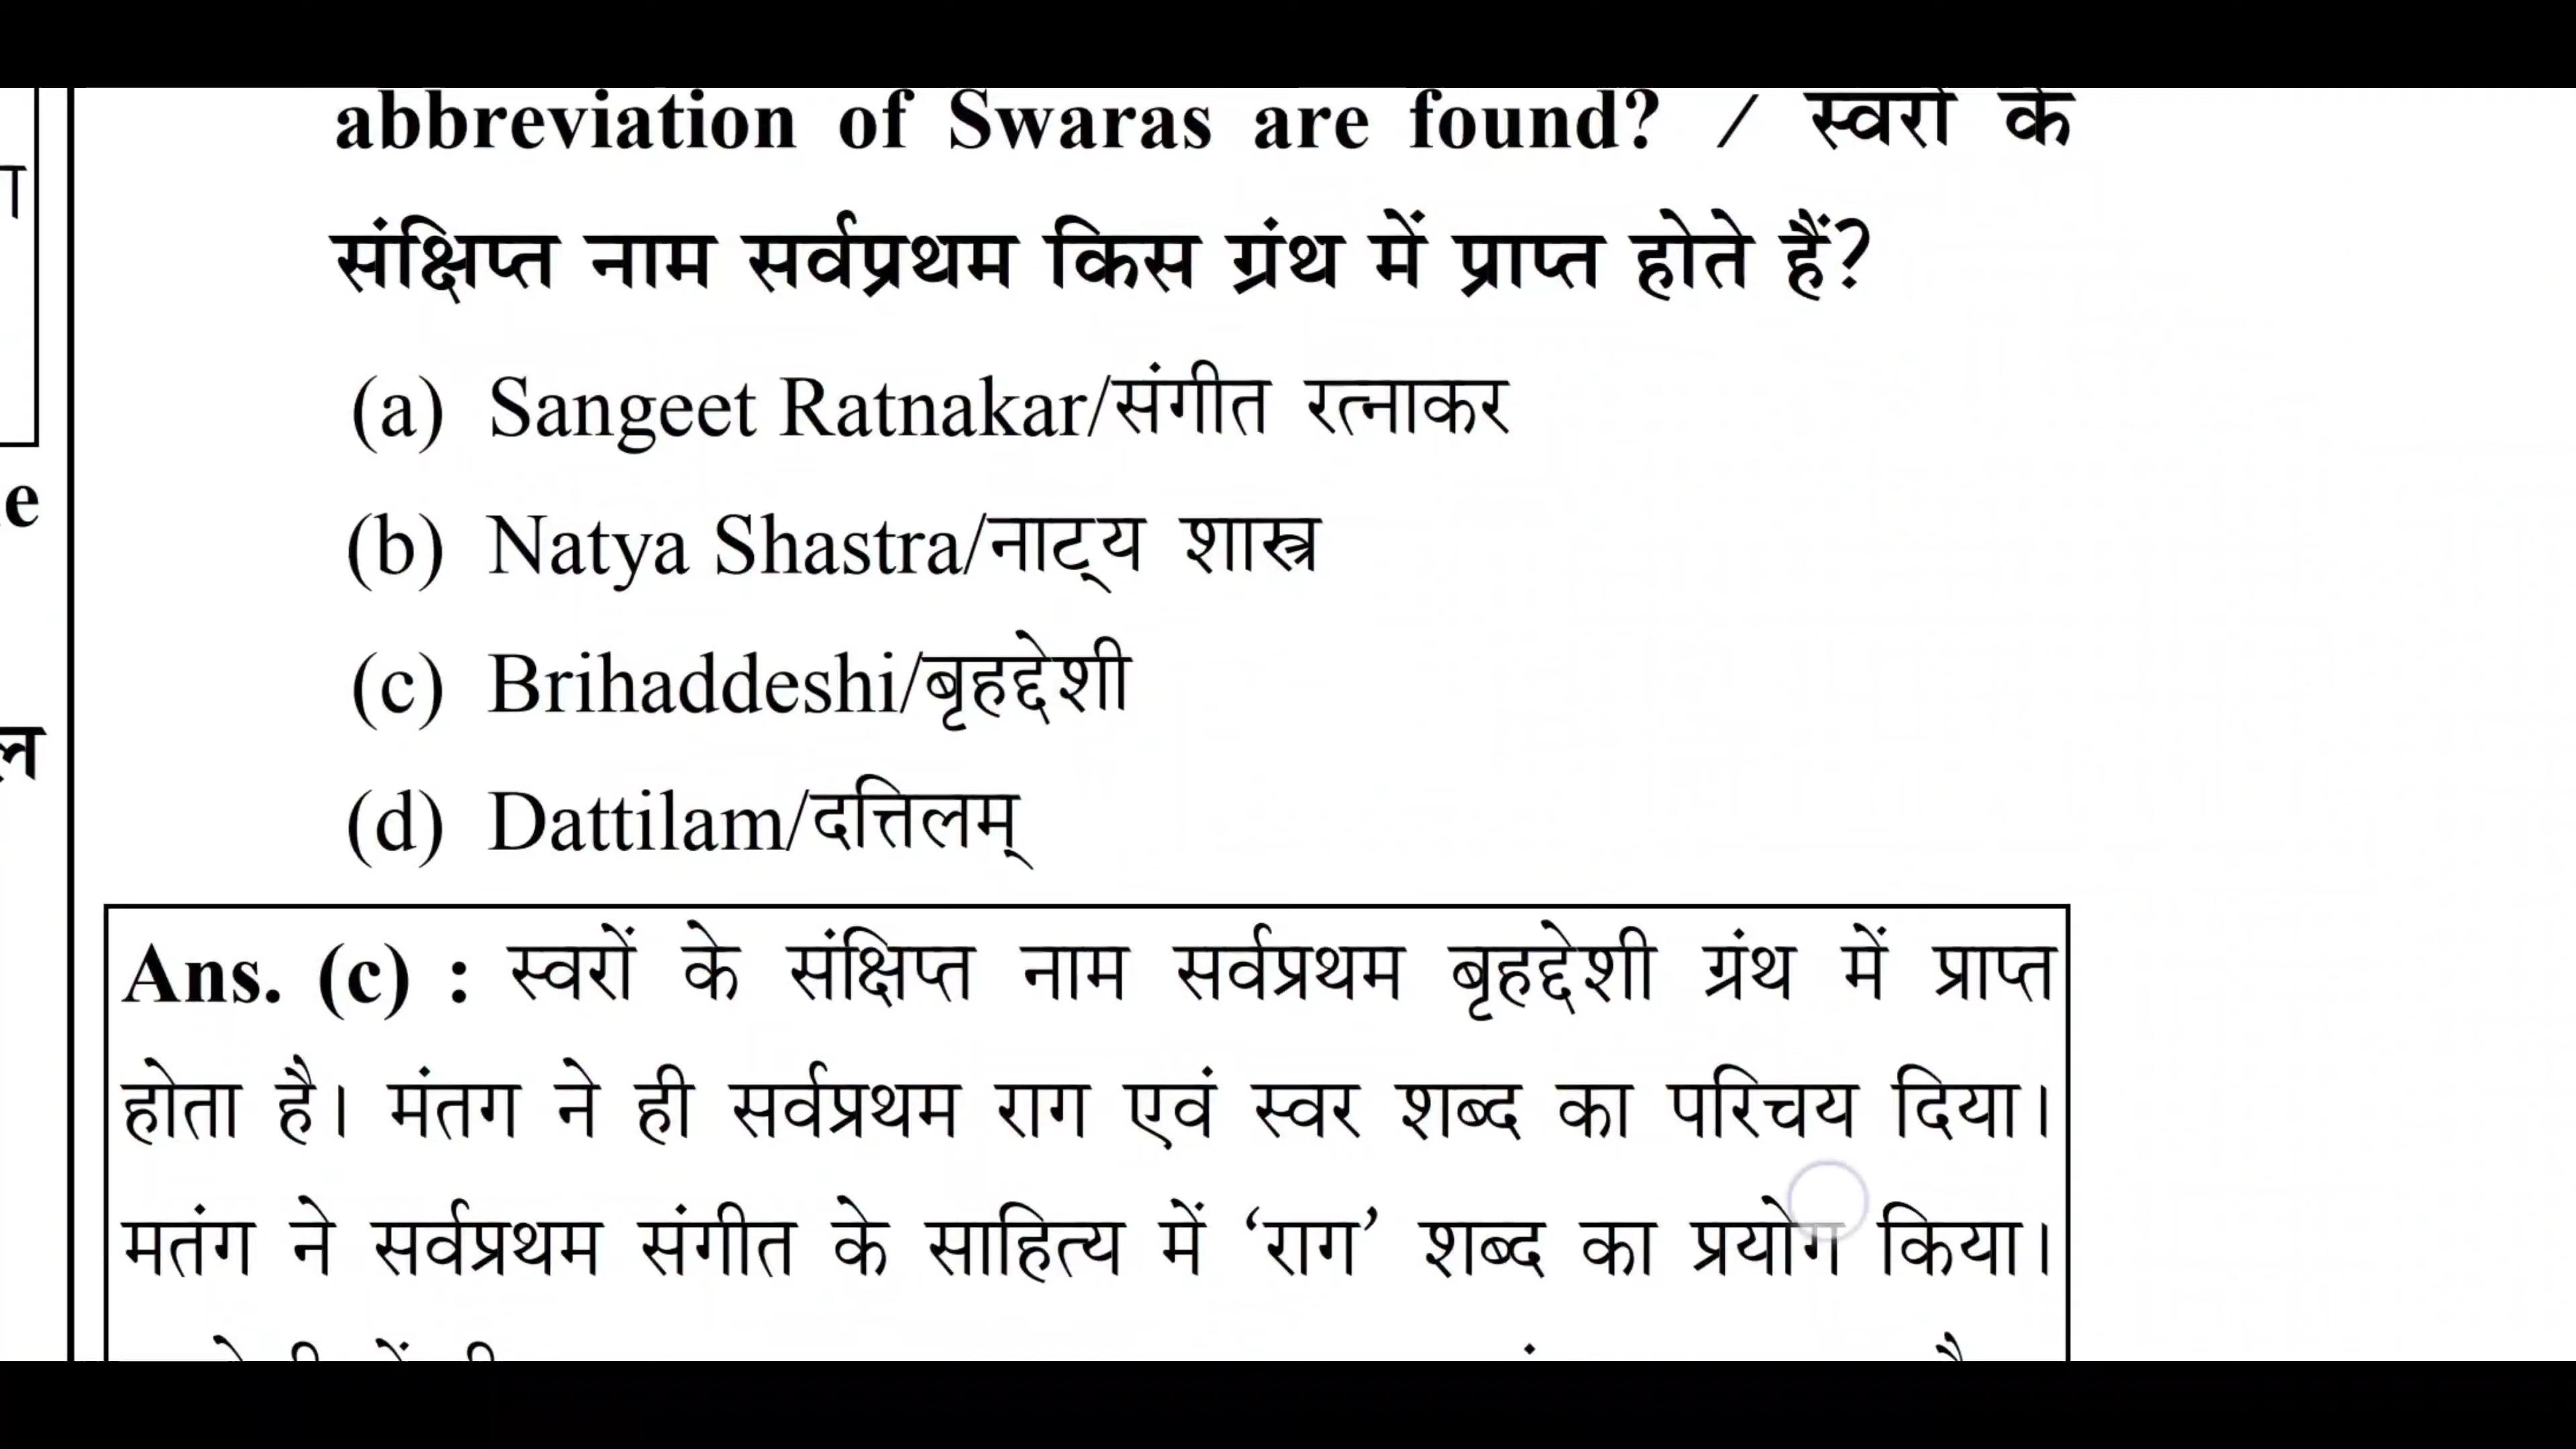 abbreviation of Swaras are found? / स्वरों के
संक्षिप्त नाम सर्वप्रथम किस ग्रंथ में प्राप्त होते हैं?
(a) Sangeet Ratnakar/संगीत रत्नाकर
(b) Natya Shastra/नाट्य शास्त्र
(c) Brihaddeshi/बृहद्देशी
(d) Dattilam/दत्तिलम्
Ans. (c) : स्वरों के संक्षिप्त नाम सर्वप्रथम बृहद्देशी ग्रंथ में प्राप्त
होता है। मंतग ने ही सर्वप्रथम राग एवं स्वर शब्द का परिचय दिया।
मतंग ने सर्वप्रथम संगीत के साहित्य में ‘राग’ शब्द का प्रयोग किया।